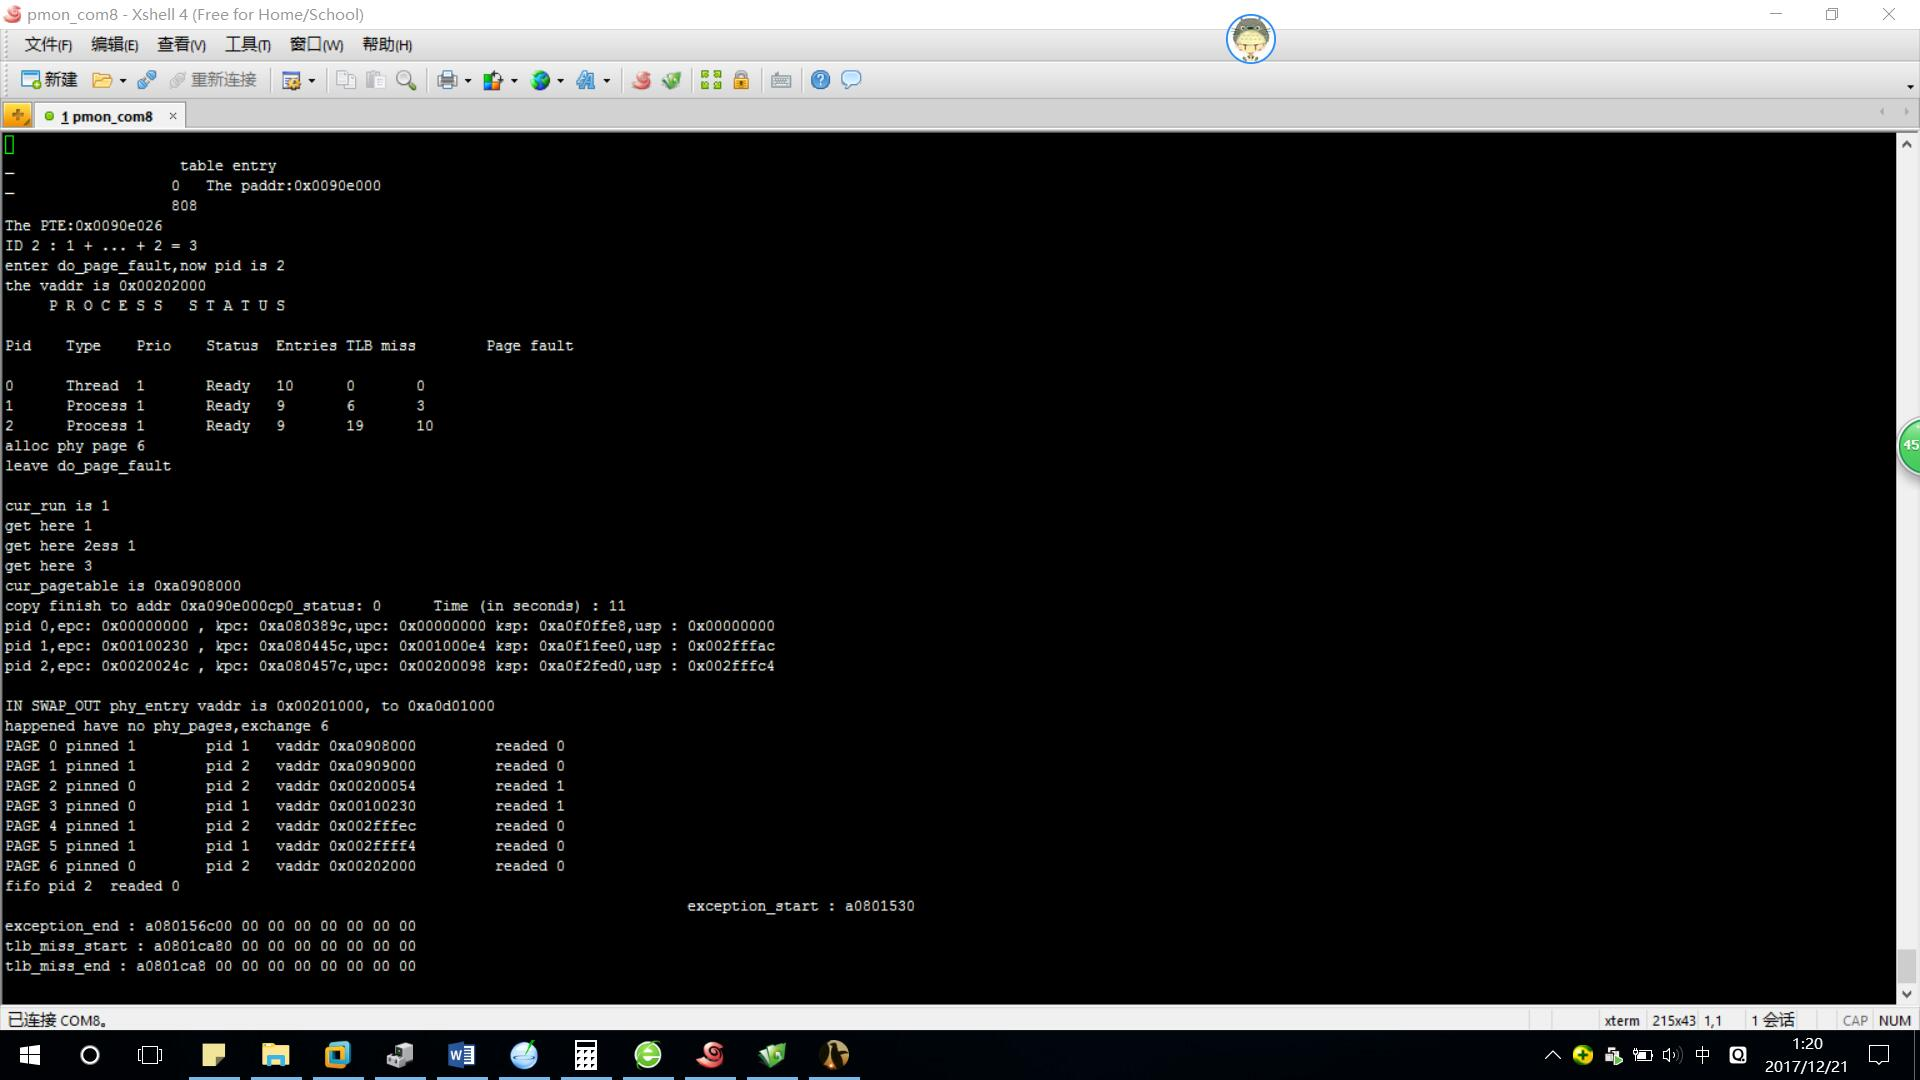 pmon_com8 - Xshell 4 (Free for Home/School)
文件(F) 编辑(E) 查看(V) 工具(T) 窗口(W) 帮助(H)
新建 重新连接
1 pmon_com8 ×
_ table entry
_ 0 The paddr:0x0090e000
808
The PTE:0x0090e026
ID 2 : 1 + ... + 2 = 3
enter do_page_fault,now pid is 2
the vaddr is 0x00202000
P R O C E S S S T A T U S
Pid Type Prio Status Entries TLB miss Page fault
0 Thread 1 Ready 10 0 0
1 Process 1 Ready 9 6 3
2 Process 1 Ready 9 19 10
alloc phy page 6
leave do_page_fault
cur_run is 1
get here 1
get here 2ess 1
get here 3
cur_pagetable is 0xa0908000
copy finish to addr 0xa090e000cp0_status: 0 Time (in seconds) : 11
pid 0,epc: 0x00000000 , kpc: 0xa080389c,upc: 0x00000000 ksp: 0xa0f0ffe8,usp : 0x00000000
pid 1,epc: 0x00100230 , kpc: 0xa080445c,upc: 0x001000e4 ksp: 0xa0f1fee0,usp : 0x002fffac
pid 2,epc: 0x0020024c , kpc: 0xa080457c,upc: 0x00200098 ksp: 0xa0f2fed0,usp : 0x002fffc4
IN SWAP_OUT phy_entry vaddr is 0x00201000, to 0xa0d01000
happened have no phy_pages,exchange 6
PAGE 0 pinned 1 pid 1 vaddr 0xa0908000 readed 0
PAGE 1 pinned 1 pid 2 vaddr 0xa0909000 readed 0
PAGE 2 pinned 0 pid 2 vaddr 0x00200054 readed 1
PAGE 3 pinned 0 pid 1 vaddr 0x00100230 readed 1
PAGE 4 pinned 1 pid 2 vaddr 0x002fffec readed 0
PAGE 5 pinned 1 pid 1 vaddr 0x002ffff4 readed 0
PAGE 6 pinned 0 pid 2 vaddr 0x00202000 readed 0
fifo pid 2 readed 0
exception_start : a0801530
exception_end : a080156c00 00 00 00 00 00 00 00
tlb_miss_start : a0801ca80 00 00 00 00 00 00 00
tlb_miss_end : a0801ca8 00 00 00 00 00 00 00 00
45
已连接 COM8。 xterm 215x43 1,1 1 会话 CAP NUM
中 1:20
2017/12/21